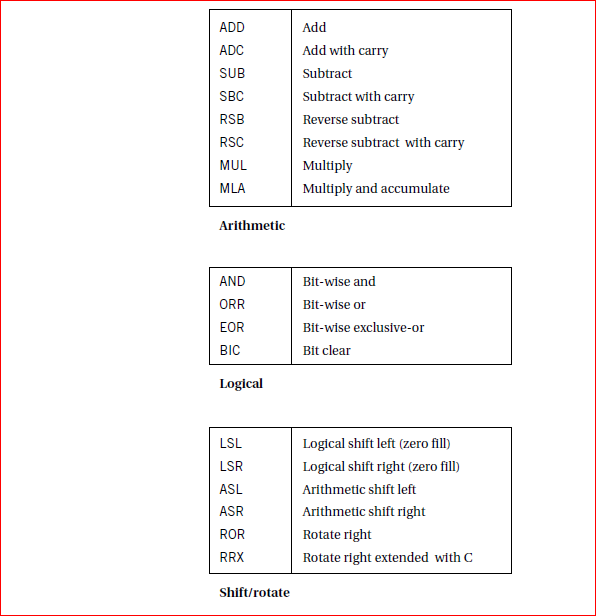 ADD Add
ADC Add with carry
SUB Subtract
SBC Subtract with carry
RSB Reverse subtract
RSC Reverse subtract with carry
MUL Multiply
MLA Multiply and accumulate
Arithmetic
AND Bit-wise and
ORR Bit-wise or
EOR Bit-wise exclusive-or
BIC Bit clear
Logical
LSL Logical shift left (zero fill)
LSR Logical shift right (zero fill)
ASL Arithmetic shift left
ASR Arithmetic shift right
ROR Rotate right
RRX Rotate right extended with C
Shift/rotate